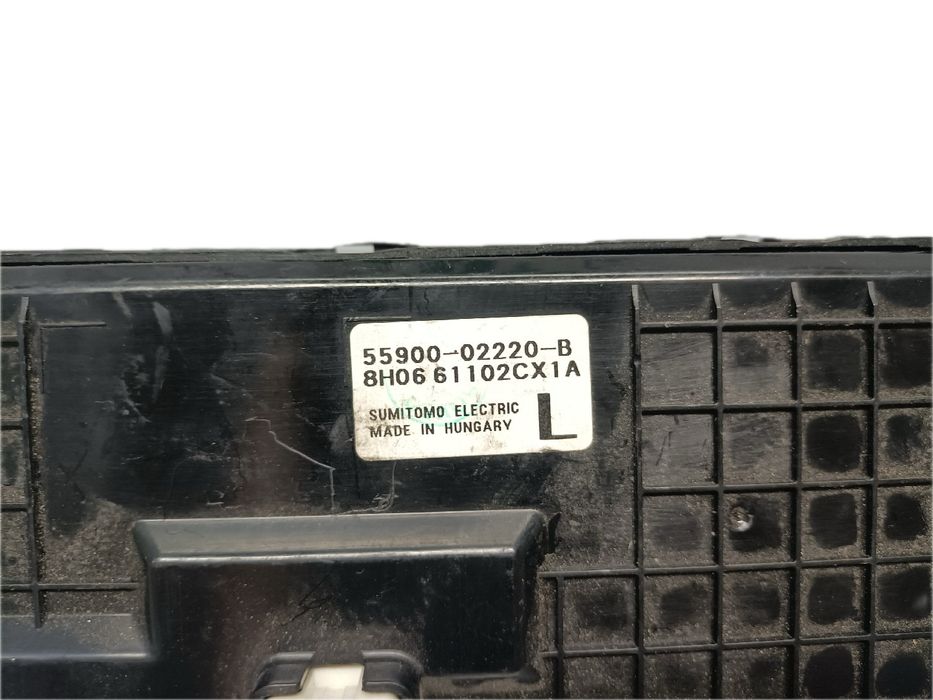 55900-02220-B
8H06 61102CX1A
SUMITOMO ELECTRIC
MADE IN HUNGARY
L